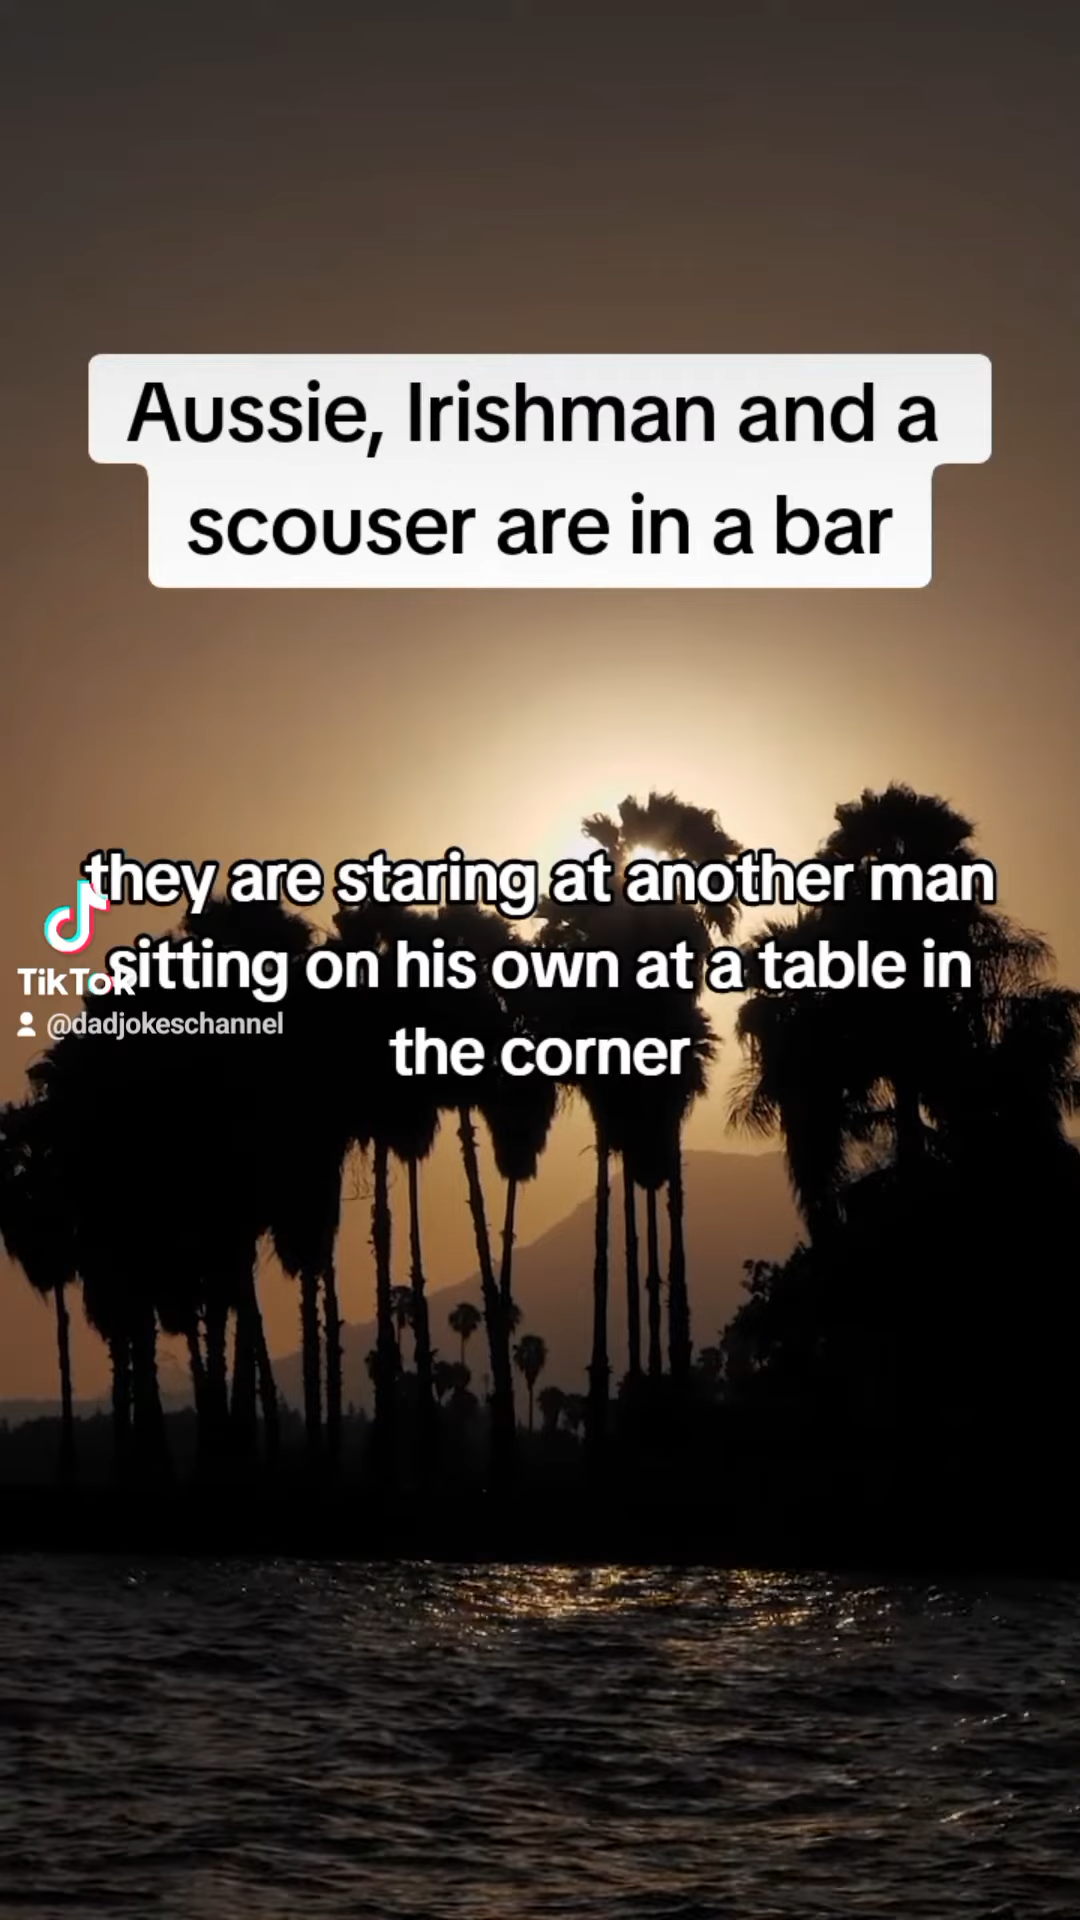 Aussie, Irishman and a
scouser are in a bar
they are staring at another man
sitting on his own at a table in
the corner
TikTok
@dadjokeschannel